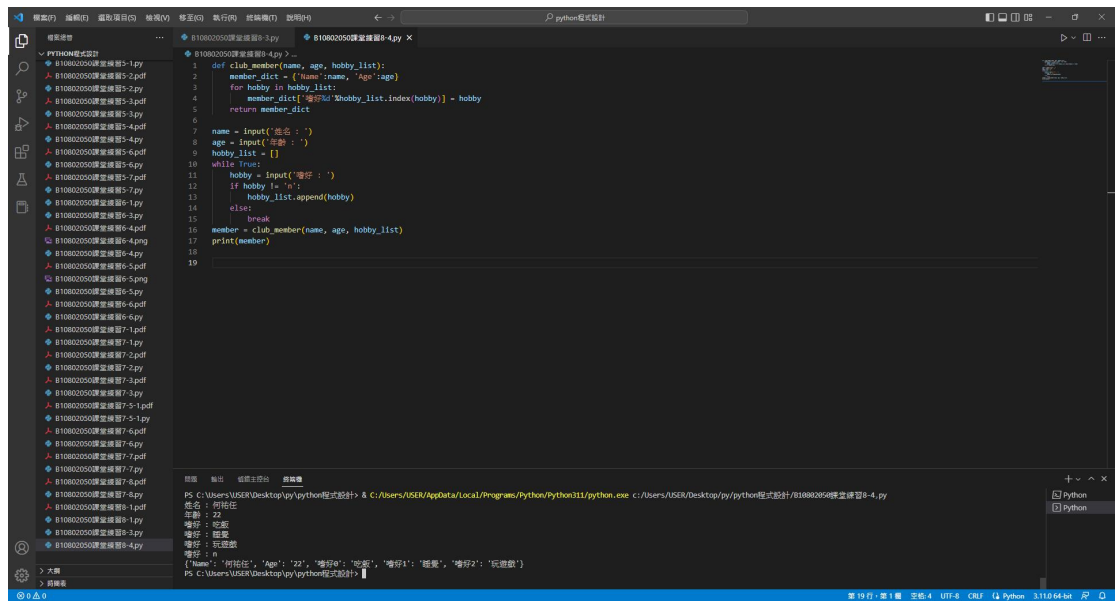 檔案(F) 編輯(E) 選取項目(S) 檢視(V) 移至(G) 執行(R) 終端機(T) 說明(H)
python程式設計
檔案總管
B10802050課堂練習8-3.py
B10802050課堂練習8-4.py
PYTHON程式設計
B10802050課堂練習5-1.py
B10802050課堂練習5-2.pdf
B10802050課堂練習5-2.py
B10802050課堂練習5-3.pdf
B10802050課堂練習5-3.py
B10802050課堂練習5-4.pdf
B10802050課堂練習5-4.py
B10802050課堂練習5-6.pdf
B10802050課堂練習5-6.py
B10802050課堂練習5-7.pdf
B10802050課堂練習5-7.py
B10802050課堂練習6-1.py
B10802050課堂練習6-3.py
B10802050課堂練習6-4.pdf
B10802050課堂練習6-4.png
B10802050課堂練習6-4.py
B10802050課堂練習6-5.pdf
B10802050課堂練習6-5.png
B10802050課堂練習6-5.py
B10802050課堂練習6-6.pdf
B10802050課堂練習6-6.py
B10802050課堂練習7-1.pdf
B10802050課堂練習7-1.py
B10802050課堂練習7-2.pdf
B10802050課堂練習7-2.py
B10802050課堂練習7-3.pdf
B10802050課堂練習7-3.py
B10802050課堂練習7-5-1.pdf
B10802050課堂練習7-5-1.py
B10802050課堂練習7-6.pdf
B10802050課堂練習7-6.py
B10802050課堂練習7-7.pdf
B10802050課堂練習7-7.py
B10802050課堂練習7-8.pdf
B10802050課堂練習7-8.py
B10802050課堂練習8-1.pdf
B10802050課堂練習8-1.py
B10802050課堂練習8-3.py
B10802050課堂練習8-4.py
大綱
時間表
B10802050課堂練習8-4.py > ...
1 def club_member(name, age, hobby_list):
2     member_dict = {'Name':name, 'Age':age}
3     for hobby in hobby_list:
4         member_dict['嗜好%d'%hobby_list.index(hobby)] = hobby
5     return member_dict
6
7 name = input('姓名 : ')
8 age = input('年齡 : ')
9 hobby_list = []
10 while True:
11     hobby = input('嗜好 : ')
12     if hobby != 'n':
13         hobby_list.append(hobby)
14     else:
15         break
16 member = club_member(name, age, hobby_list)
17 print(member)
18
19
問題 輸出 偵錯主控台 終端機
PS C:\Users\USER\Desktop\py\python程式設計> & C:/Users/USER/AppData/Local/Programs/Python/Python311/python.exe c:/Users/USER/Desktop/py/python程式設計/B10802050課堂練習8-4.py
姓名 : 何祐任
年齡 : 22
嗜好 : 吃飯
嗜好 : 睡覺
嗜好 : 玩遊戲
嗜好 : n
{'Name': '何祐任', 'Age': '22', '嗜好0': '吃飯', '嗜好1': '睡覺', '嗜好2': '玩遊戲'}
PS C:\Users\USER\Desktop\py\python程式設計>
Python
Python
0 0
第 19 行，第 1 欄 空格: 4 UTF-8 CRLF Python 3.11.0 64-bit